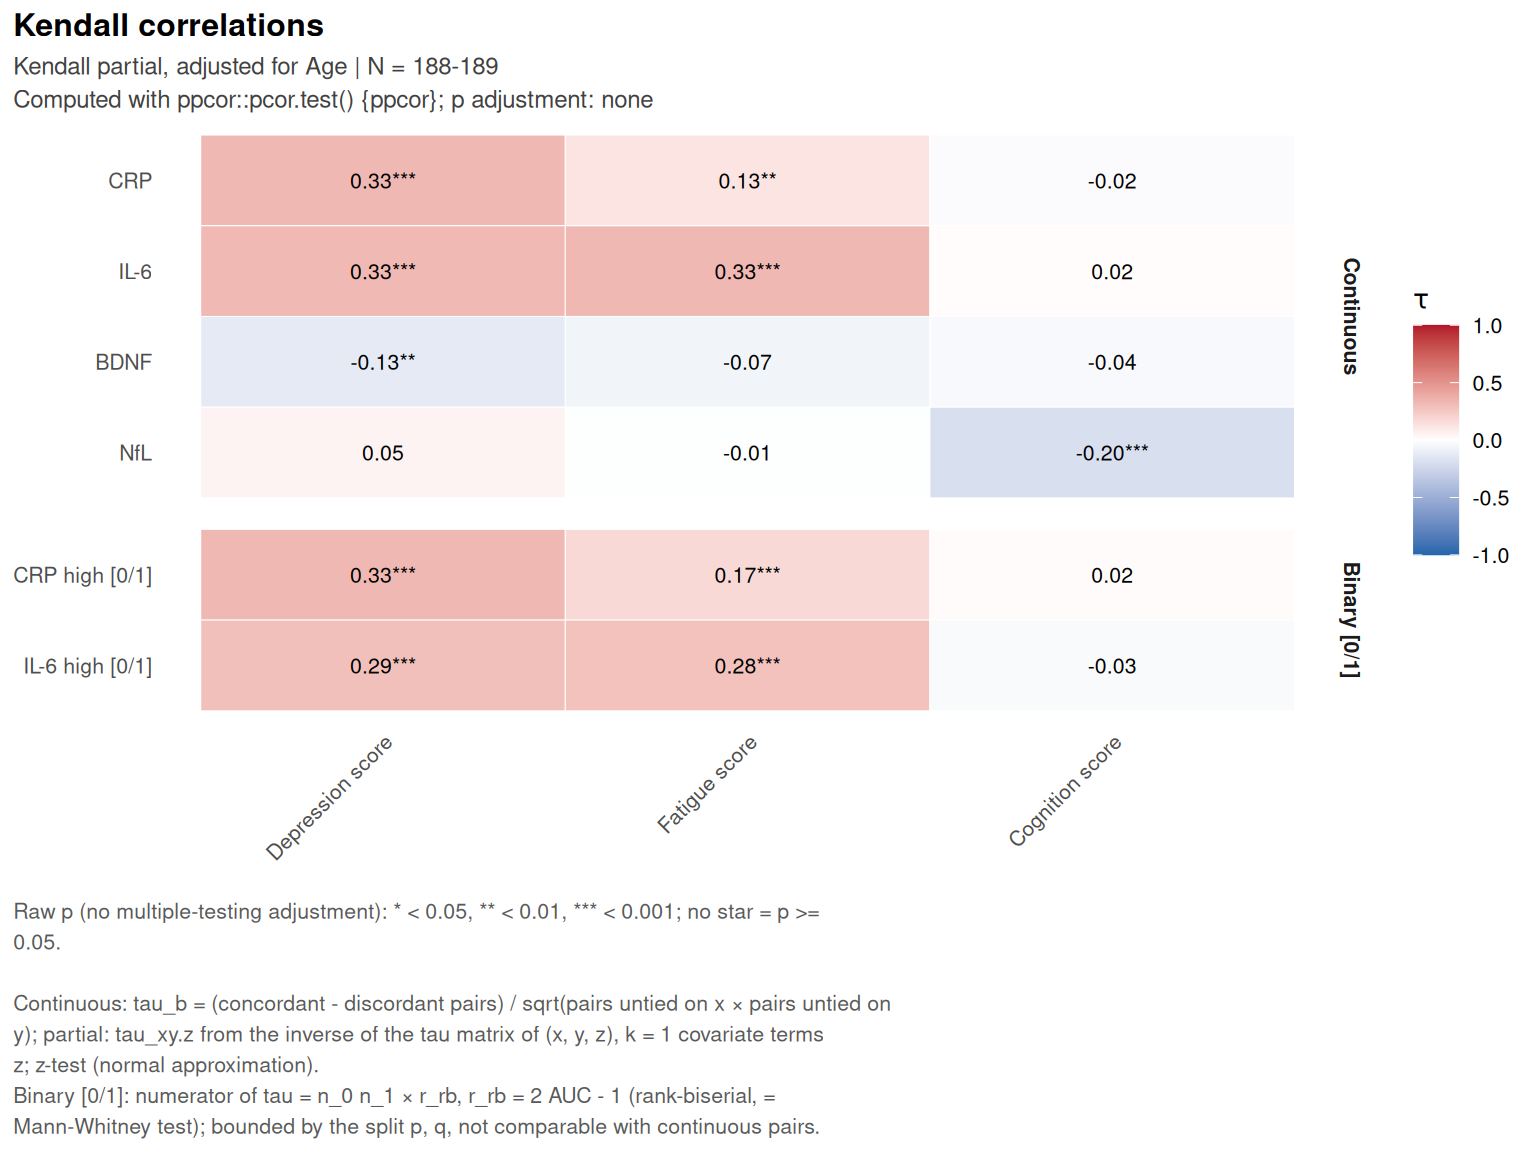 Kendall correlations
Kendall partial, adjusted for Age | N = 188-189
Computed with ppcor::pcor.test() {ppcor}; p adjustment: none
CRP 0.33*** 0.13** -0.02
IL-6 0.33*** 0.33*** 0.02
BDNF -0.13** -0.07 -0.04
NfL 0.05 -0.01 -0.20***
Continuous
CRP high [0/1] 0.33*** 0.17*** 0.02
IL-6 high [0/1] 0.29*** 0.28*** -0.03
Binary [0/1]
Depression score
Fatigue score
Cognition score
τ
1.0
0.5
0.0
-0.5
-1.0
Raw p (no multiple-testing adjustment): * < 0.05, ** < 0.01, *** < 0.001; no star = p >=
0.05.
Continuous: tau_b = (concordant - discordant pairs) / sqrt(pairs untied on x × pairs untied on
y); partial: tau_xy.z from the inverse of the tau matrix of (x, y, z), k = 1 covariate terms
z; z-test (normal approximation).
Binary [0/1]: numerator of tau = n_0 n_1 × r_rb, r_rb = 2 AUC - 1 (rank-biserial, =
Mann-Whitney test); bounded by the split p, q, not comparable with continuous pairs.